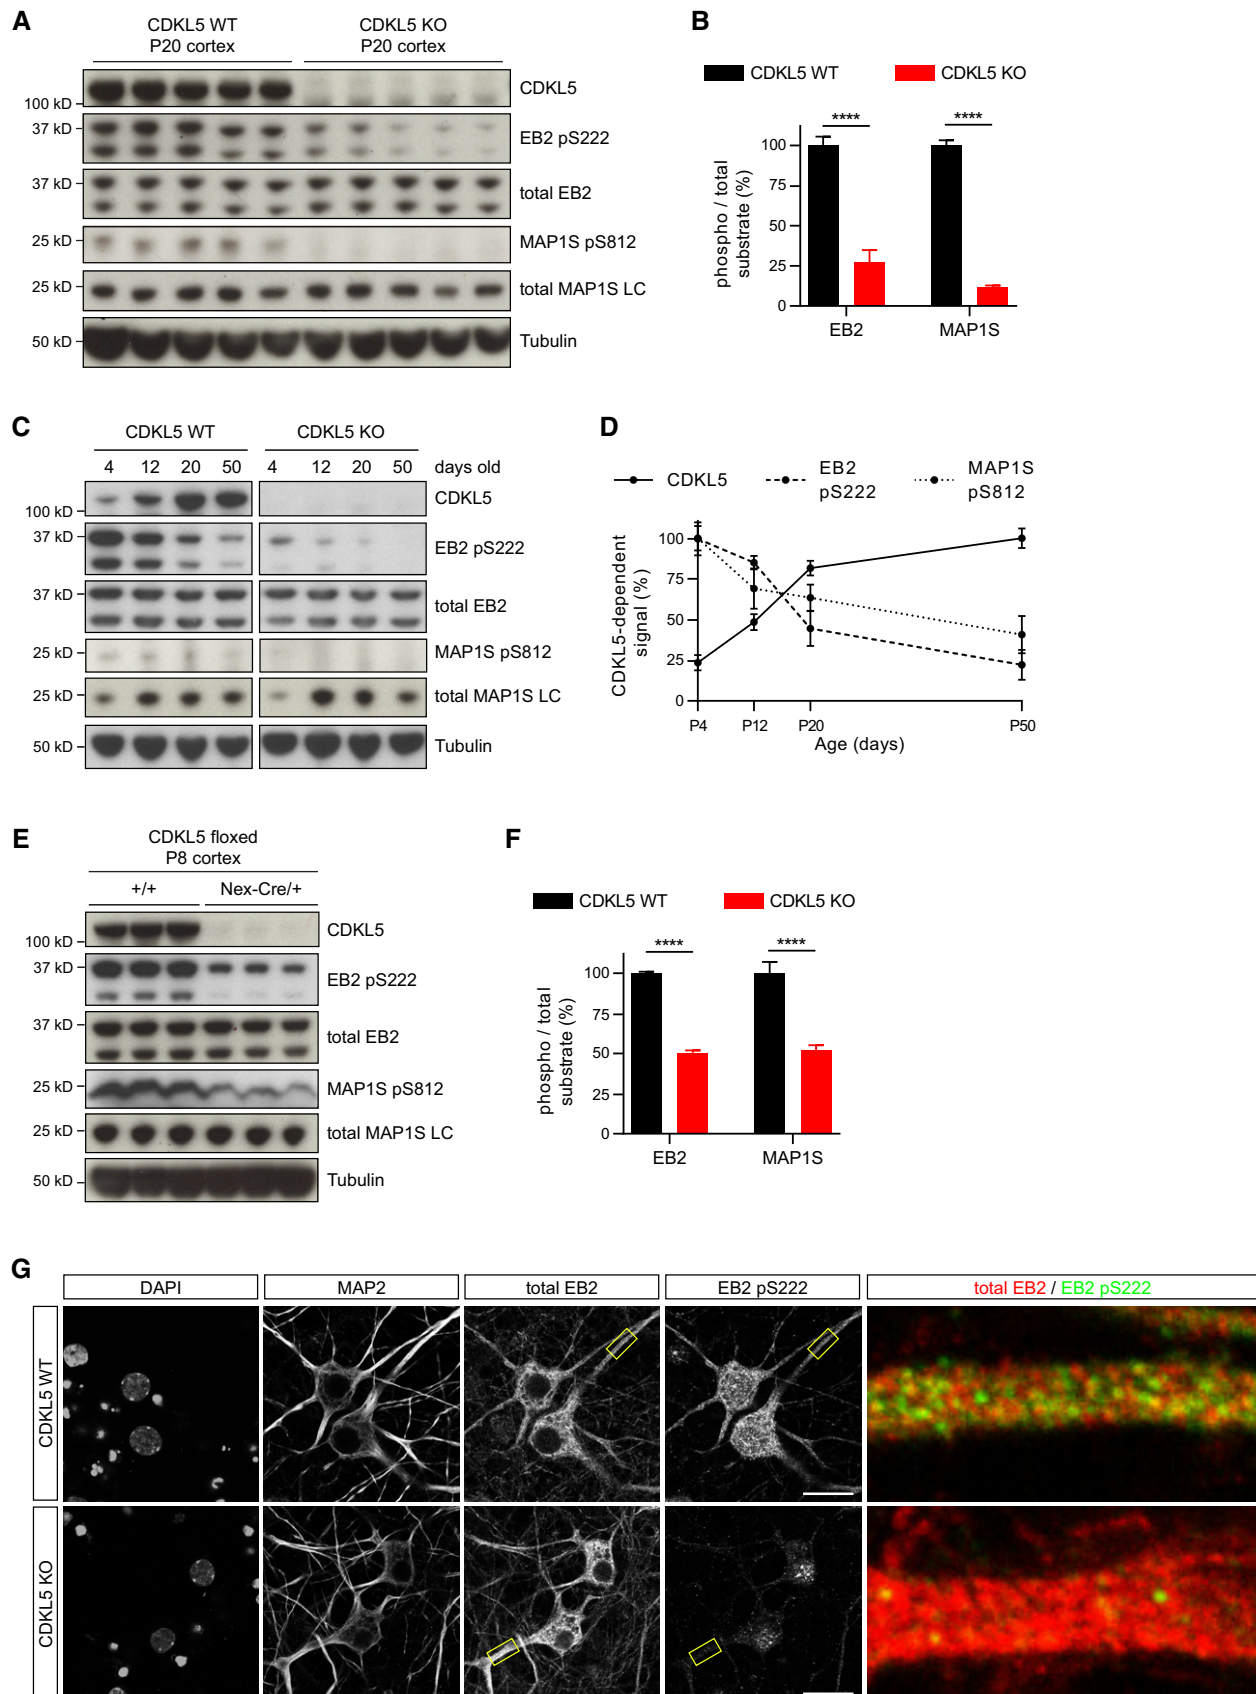 A
CDKL5 WT
P20 cortex
CDKL5 KO
P20 cortex
100 kD
CDKL5
37 kD
EB2 pS222
37 kD
total EB2
25 kD
MAP1S pS812
25 kD
total MAP1S LC
50 kD
Tubulin
B
CDKL5 WT
CDKL5 KO
**** ****
phospho / total
substrate (%)
100
75
50
25
0
EB2 MAP1S
C
CDKL5 WT CDKL5 KO
4 12 20 50 4 12 20 50 days old
100 kD
CDKL5
37 kD
EB2 pS222
37 kD
total EB2
25 kD
MAP1S pS812
25 kD
total MAP1S LC
50 kD
Tubulin
D
CDKL5
EB2
pS222
MAP1S
pS812
CDKL5-dependent
signal (%)
100
75
50
25
0
P4 P12 P20 P50
Age (days)
E
CDKL5 floxed
P8 cortex
+/+ Nex-Cre/+
100 kD
CDKL5
37 kD
EB2 pS222
37 kD
total EB2
25 kD
MAP1S pS812
25 kD
total MAP1S LC
50 kD
Tubulin
F
CDKL5 WT
CDKL5 KO
**** ****
phospho / total
substrate (%)
100
75
50
25
0
EB2 MAP1S
G
DAPI MAP2 total EB2 EB2 pS222 total EB2 / EB2 pS222
CDKL5 WT
CDKL5 KO